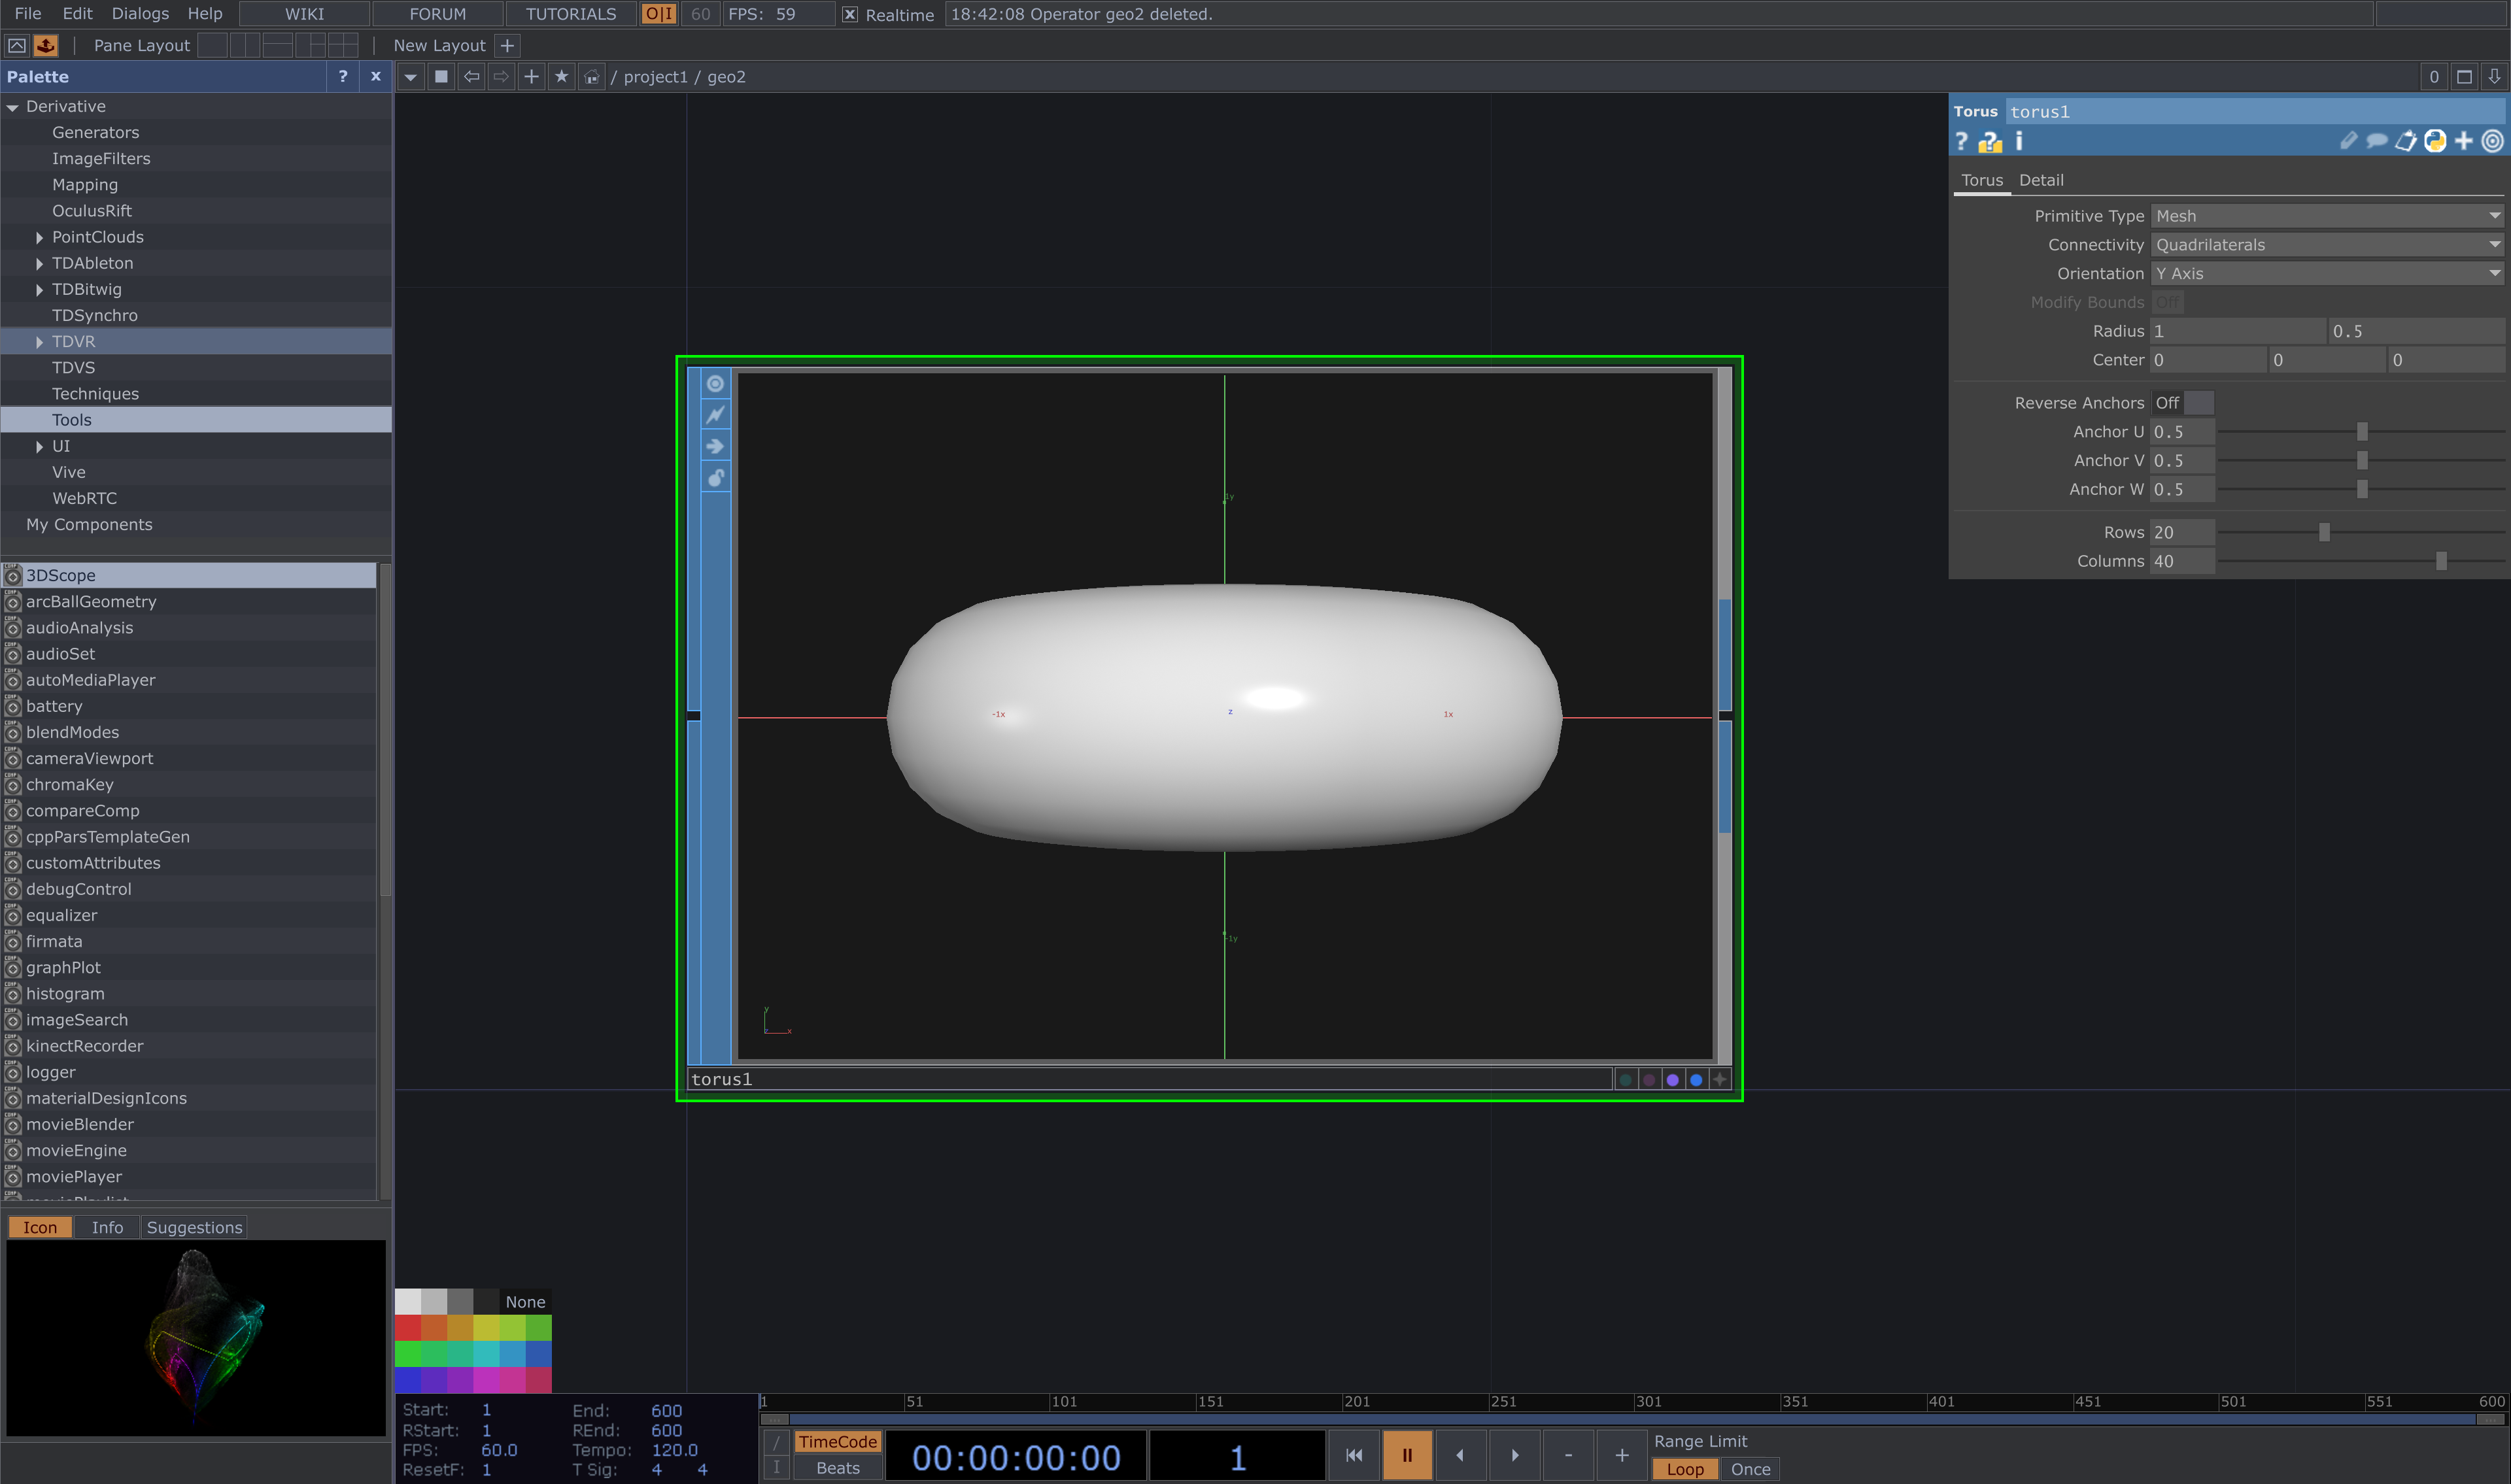 File Edit Dialogs Help WIKI FORUM TUTORIALS O|I 60 FPS: 59 x Realtime 18:42:08 Operator geo2 deleted.
Pane Layout New Layout +
Palette ? x / project1 / geo2 0
Derivative
Generators
ImageFilters
Mapping
OculusRift
PointClouds
TDAbleton
TDBitwig
TDSynchro
TDVR
TDVS
Techniques
Tools
UI
Vive
WebRTC
My Components
3DScope
arcBallGeometry
audioAnalysis
audioSet
autoMediaPlayer
battery
blendModes
cameraViewport
chromaKey
compareComp
cppParsTemplateGen
customAttributes
debugControl
equalizer
firmata
graphPlot
histogram
imageSearch
kinectRecorder
logger
materialDesignIcons
movieBlender
movieEngine
moviePlayer
Icon Info Suggestions
1y
-1x z 1x
-1y
y
x
torus1
Torus torus1
? ? i
Torus Detail
Primitive Type Mesh
Connectivity Quadrilaterals
Orientation Y Axis
Modify Bounds Off
Radius 1 0.5
Center 0 0 0
Reverse Anchors Off
Anchor U 0.5
Anchor V 0.5
Anchor W 0.5
Rows 20
Columns 40
None
Start: 1 End: 600
RStart: 1 REnd: 600
FPS: 60.0 Tempo: 120.0
ResetF: 1 T Sig: 4 4
1 51 101 151 201 251 301 351 401 451 501 551 600
/ TimeCode 00:00:00:00 1 - + Range Limit
I Beats Loop Once